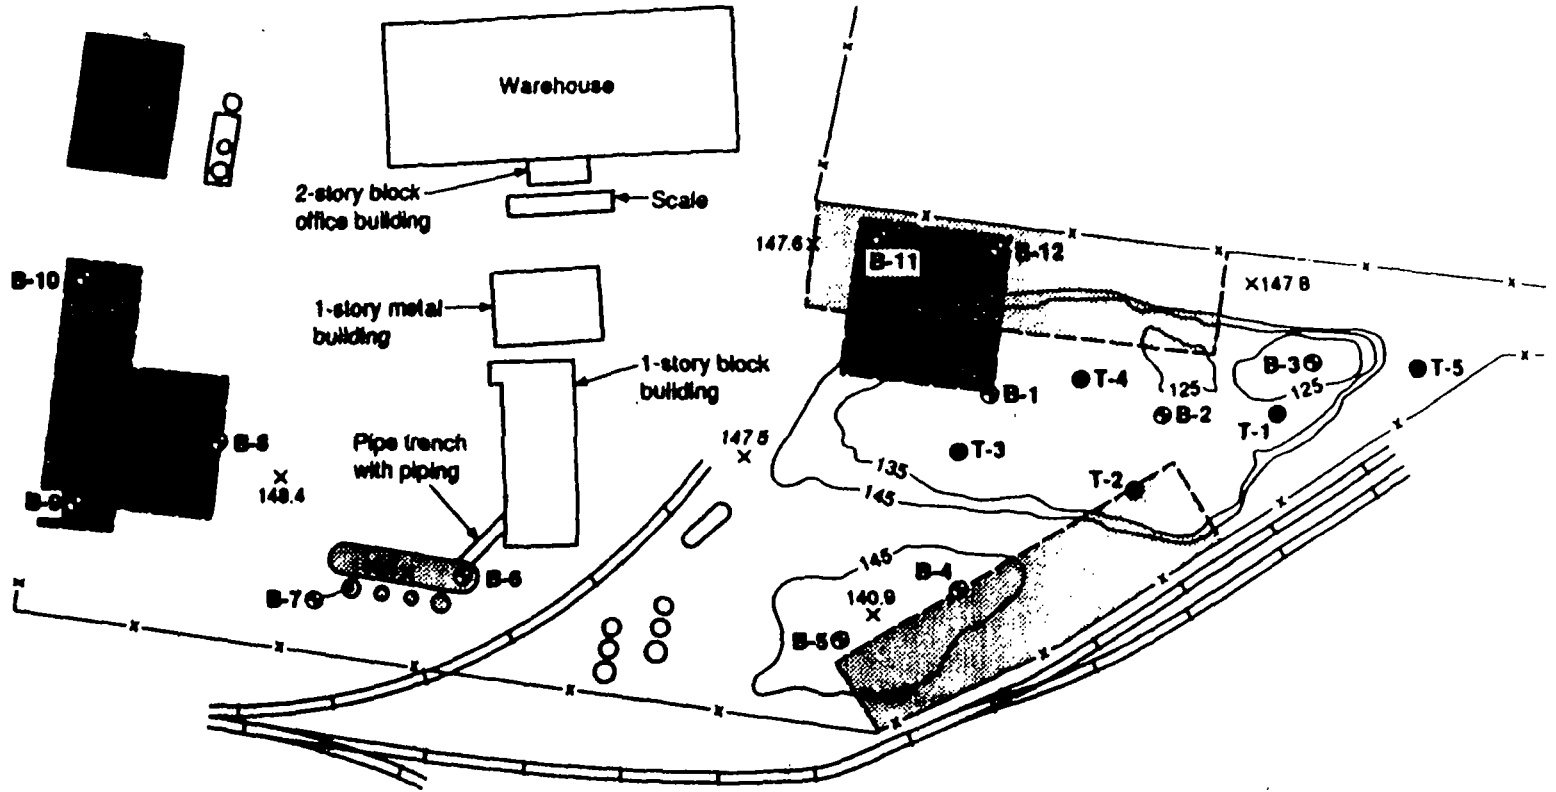 Warehouse
2-story block
office building
Scale
147.6
B-11
B-12
147 8
B-10
1-story metal
building
1-story block
building
B-3
T-5
T-4
125
125
B-1
B-2
T-1
B-8
Pipe trench
with piping
147 5
T-3
135
148.4
145
T-2
B-9
145
B-4
B-6
B-7
140.9
B-5